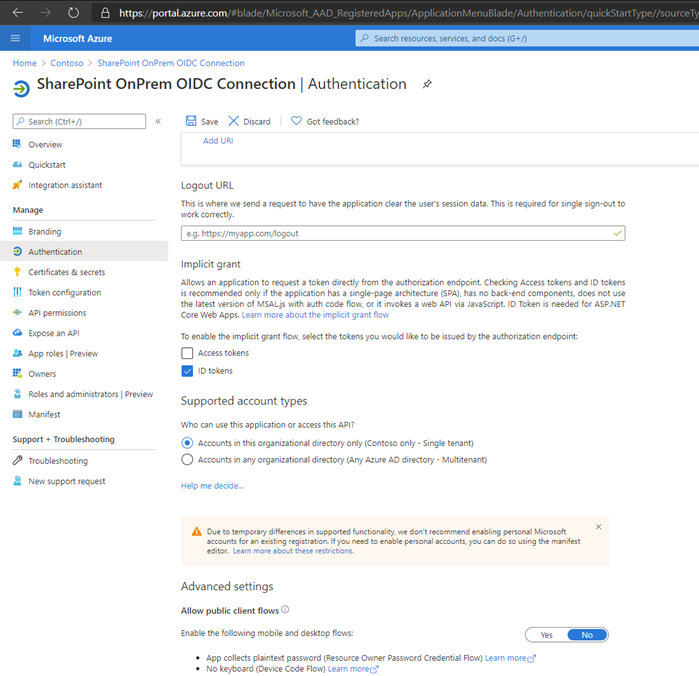 https://portal.azure.com/#blade/Microsoft_AAD_RegisteredApps/ApplicationMenuBlade/Authentication/quickStartType//sourceTy
Microsoft Azure
Search resources, services, and docs (G+/)
Home > Contoso > SharePoint OnPrem OIDC Connection
SharePoint OnPrem OIDC Connection | Authentication
Search (Ctrl+/)
«
Save
Discard
Got feedback?
Overview
Quickstart
Integration assistant
Manage
Branding
Authentication
Certificates & secrets
Token configuration
API permissions
Expose an API
App roles | Preview
Owners
Roles and administrators | Preview
Manifest
Support + Troubleshooting
Troubleshooting
New support request
Add URI
Logout URL
This is where we send a request to have the application clear the user's session data. This is required for single sign-out to
work correctly.
e.g. https://myapp.com/logout
Implicit grant
Allows an application to request a token directly from the authorization endpoint. Checking Access tokens and ID tokens
is recommended only if the application has a single-page architecture (SPA), has no back-end components, does not use
the latest version of MSAL.js with auth code flow, or it invokes a web API via JavaScript. ID Token is needed for ASP.NET
Core Web Apps. Learn more about the implicit grant flow
To enable the implicit grant flow, select the tokens you would like to be issued by the authorization endpoint:
Access tokens
ID tokens
Supported account types
Who can use this application or access this API?
Accounts in this organizational directory only (Contoso only - Single tenant)
Accounts in any organizational directory (Any Azure AD directory - Multitenant)
Help me decide...
Due to temporary differences in supported functionality, we don't recommend enabling personal Microsoft
accounts for an existing registration. If you need to enable personal accounts, you can do so using the manifest
editor. Learn more about these restrictions.
Advanced settings
Allow public client flows
Enable the following mobile and desktop flows:
Yes
No
• App collects plaintext password (Resource Owner Password Credential Flow) Learn more
• No keyboard (Device Code Flow) Learn more